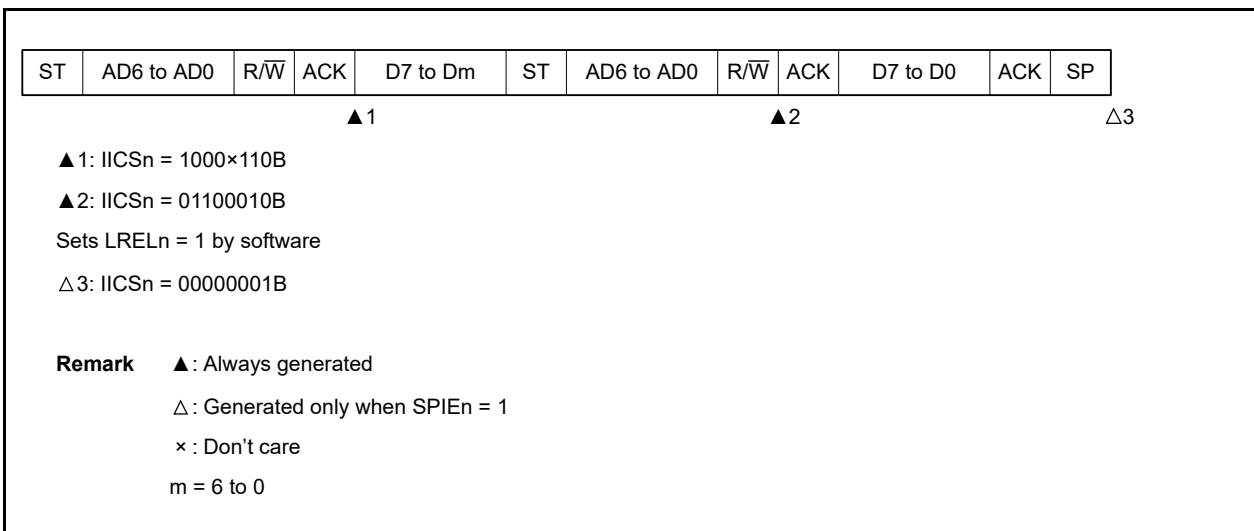 ST AD6 to AD0 R/W̅ ACK D7 to Dm ST AD6 to AD0 R/W̅ ACK D7 to D0 ACK SP
▲1 ▲2 △3
▲1: IICSn = 1000×110B
▲2: IICSn = 01100010B
Sets LRELn = 1 by software
△3: IICSn = 00000001B
Remark ▲: Always generated
△: Generated only when SPIEn = 1
×: Don't care
m = 6 to 0